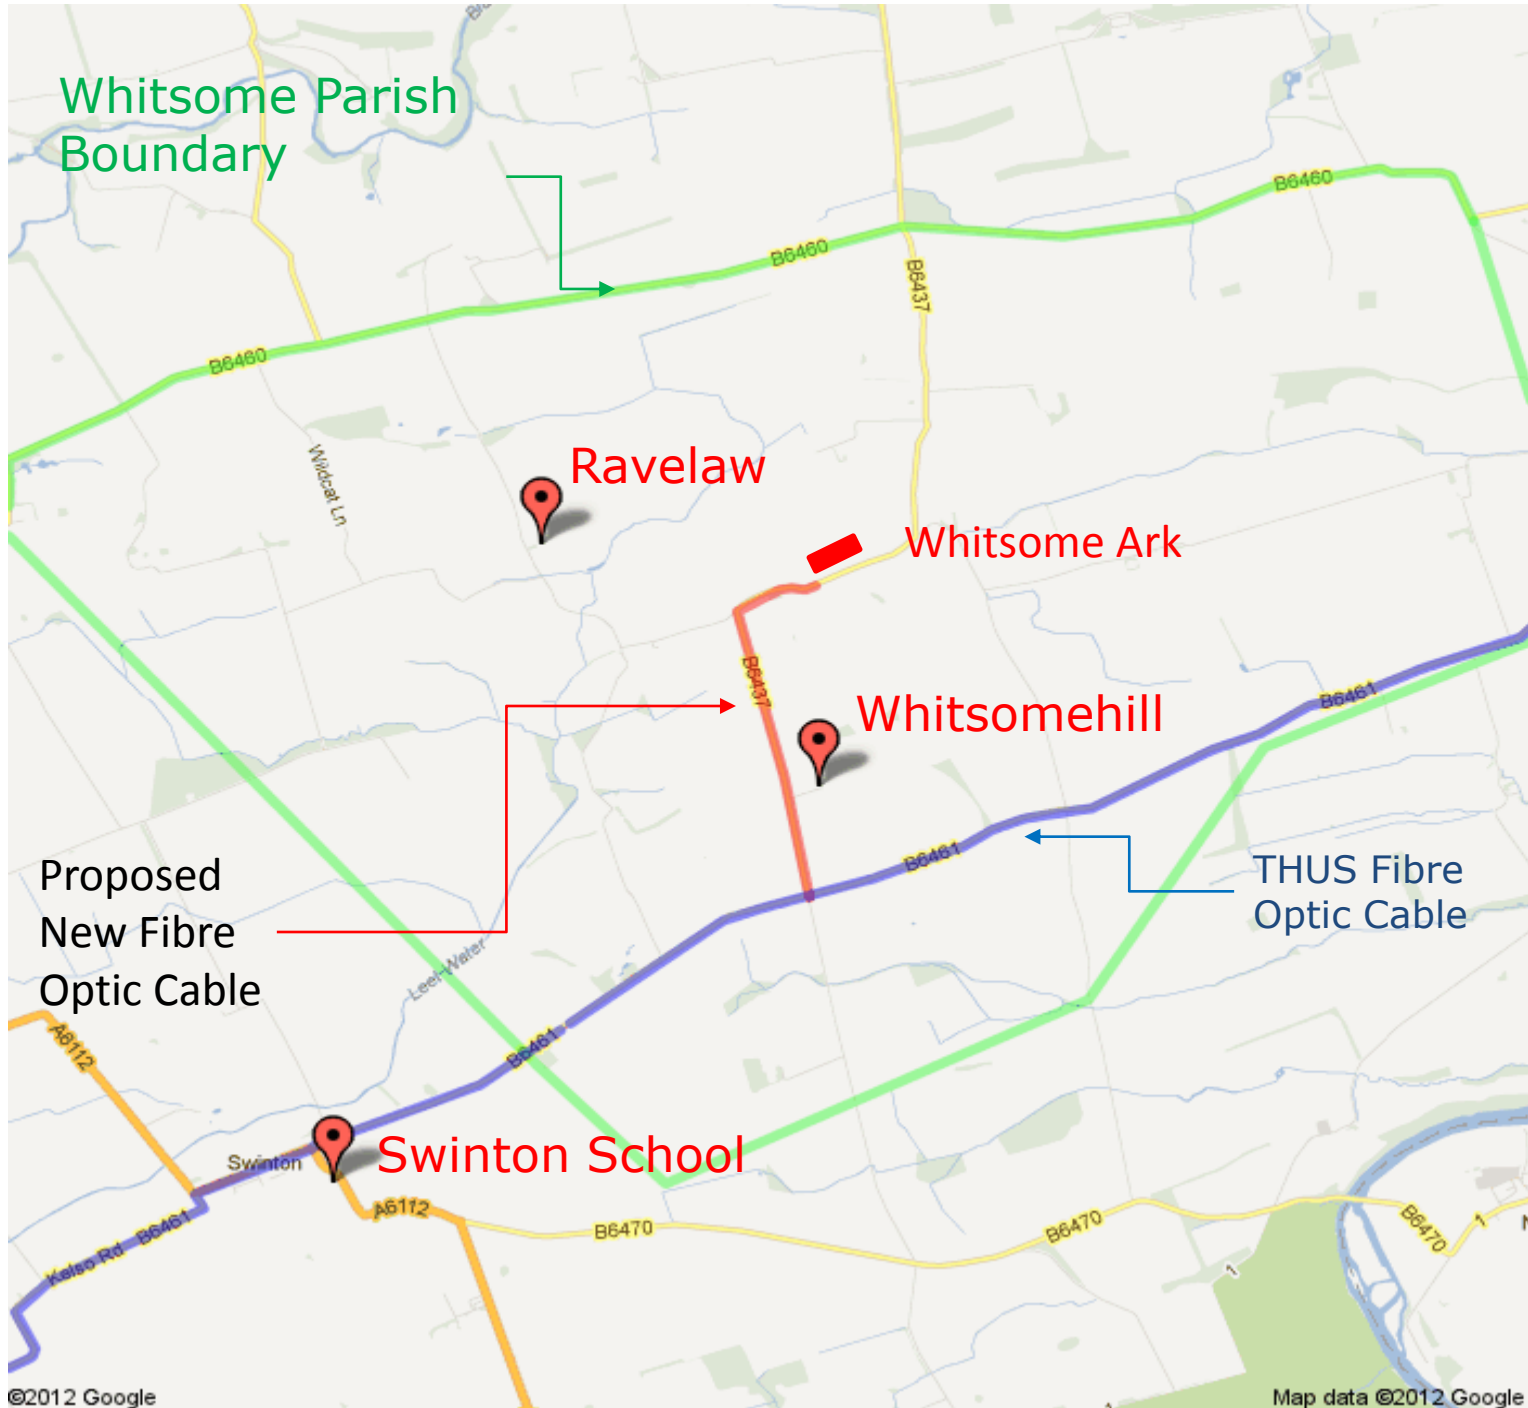 Whitsome Parish
Boundary
B6460
B6460
B6460
B6437
Wildcat Ln
Ravelaw
Whitsome Ark
B6437
Whitsomehill
B6461
B6461
THUS Fibre
Optic Cable
Proposed
New Fibre
Optic Cable
Leet Water
A6112
B6461
Swinton
Swinton School
A6112
B6470
B6470
B6470
1
1
Kelso Rd
B6461
©2012 Google
Map data ©2012 Google